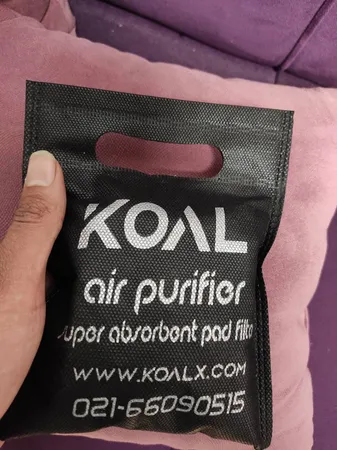 KOAL
air purifier
super absorbent pad filter
WWW.KOALX.COM
021-66090515